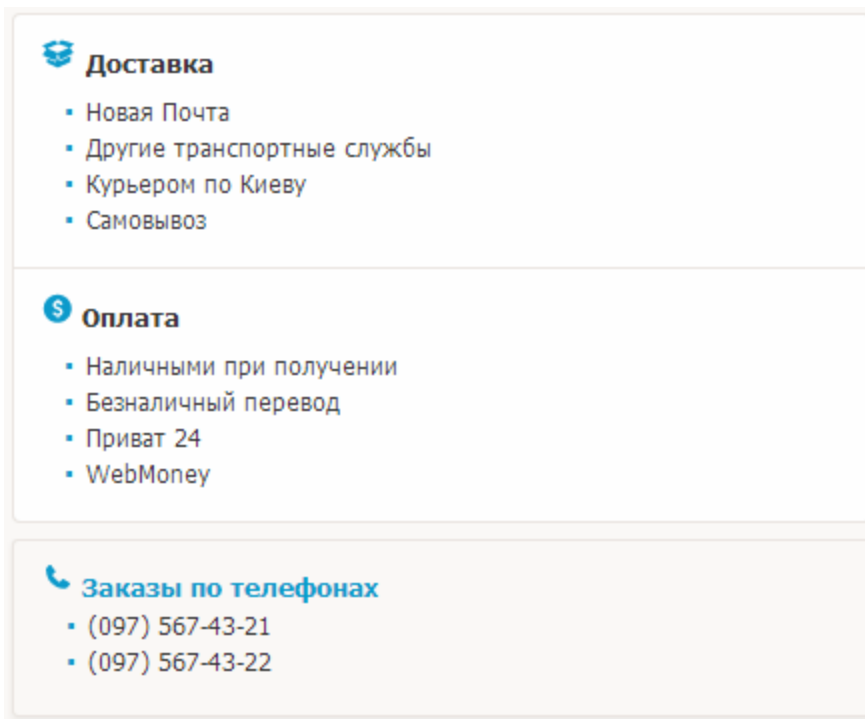 Доставка
Новая Почта
Другие транспортные службы
Курьером по Киеву
Самовывоз
Оплата
Наличными при получении
Безналичный перевод
Приват 24
WebMoney
Заказы по телефонах
(097) 567-43-21
(097) 567-43-22